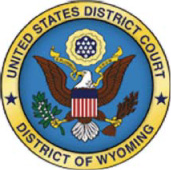 UNITED STATES DISTRICT COURT
DISTRICT OF WYOMING